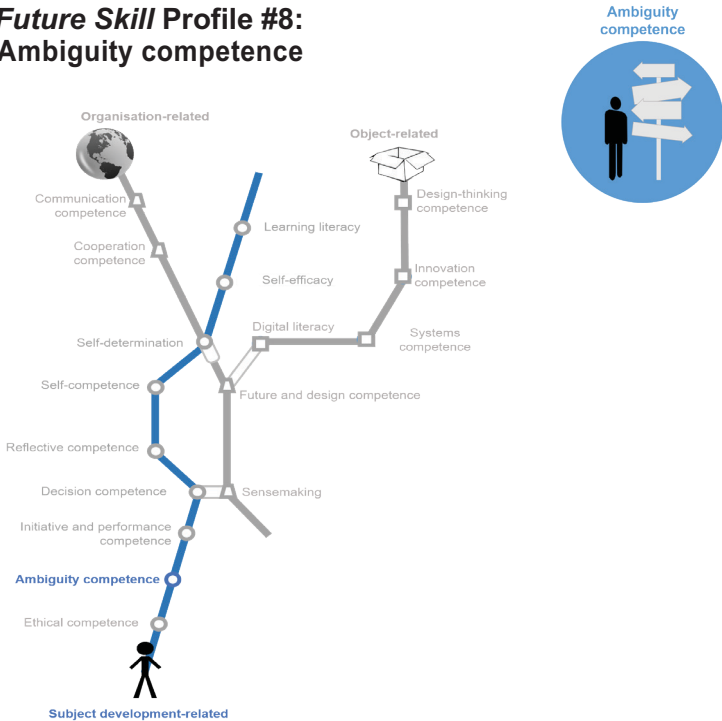 Future Skill Profile #8:
Ambiguity competence
Ambiguity
competence
Organisation-related
Object-related
Communication
competence
Design-thinking
competence
Learning literacy
Cooperation
competence
Self-efficacy
Innovation
competence
Digital literacy
Self-determination
Systems
competence
Self-competence
Future and design competence
Reflective competence
Decision competence
Sensemaking
Initiative and performance
competence
Ambiguity competence
Ethical competence
Subject development-related